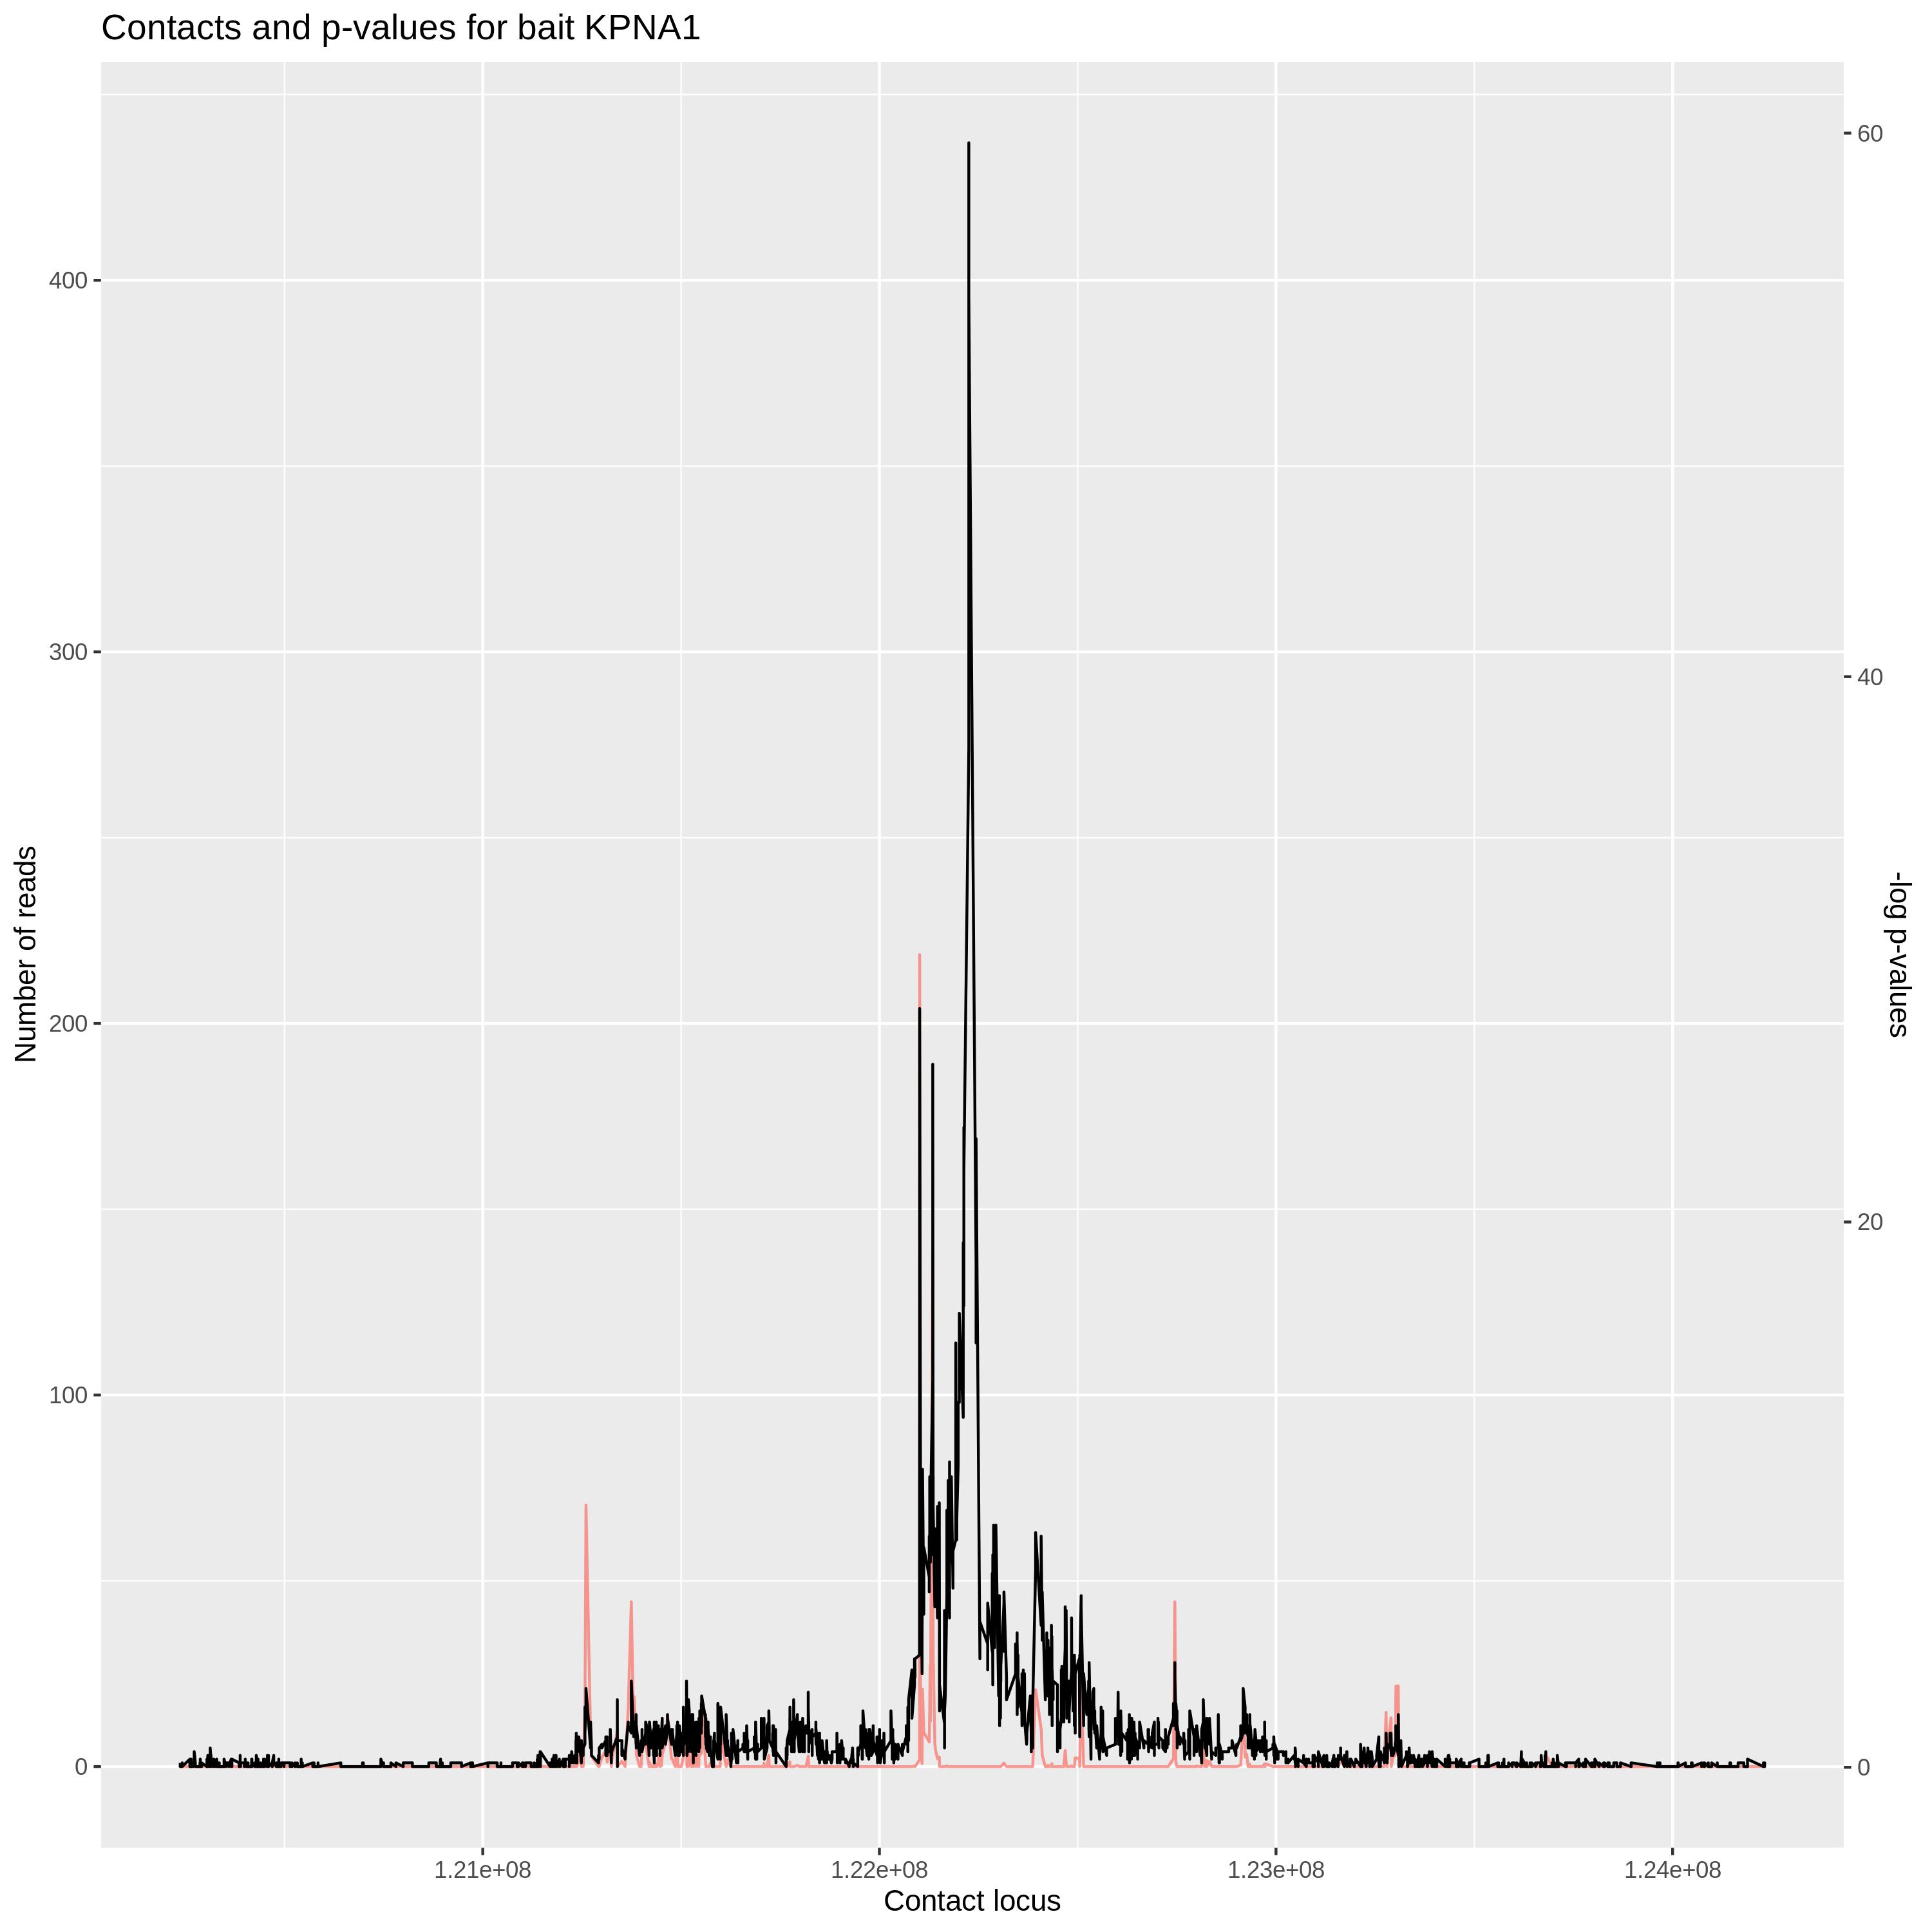 Contacts and p-values for bait KPNA1
Number of reads
400
300
200
100
0
60
40
20
0
-log p-values
1.21e+08
1.22e+08
1.23e+08
1.24e+08
Contact locus